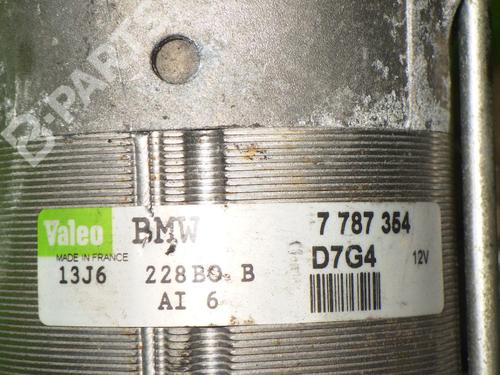 B-PARTS
Valeo BMW 7 787 354
MADE IN FRANCE D7G4 12V
13J6 228BO. B
AI 6